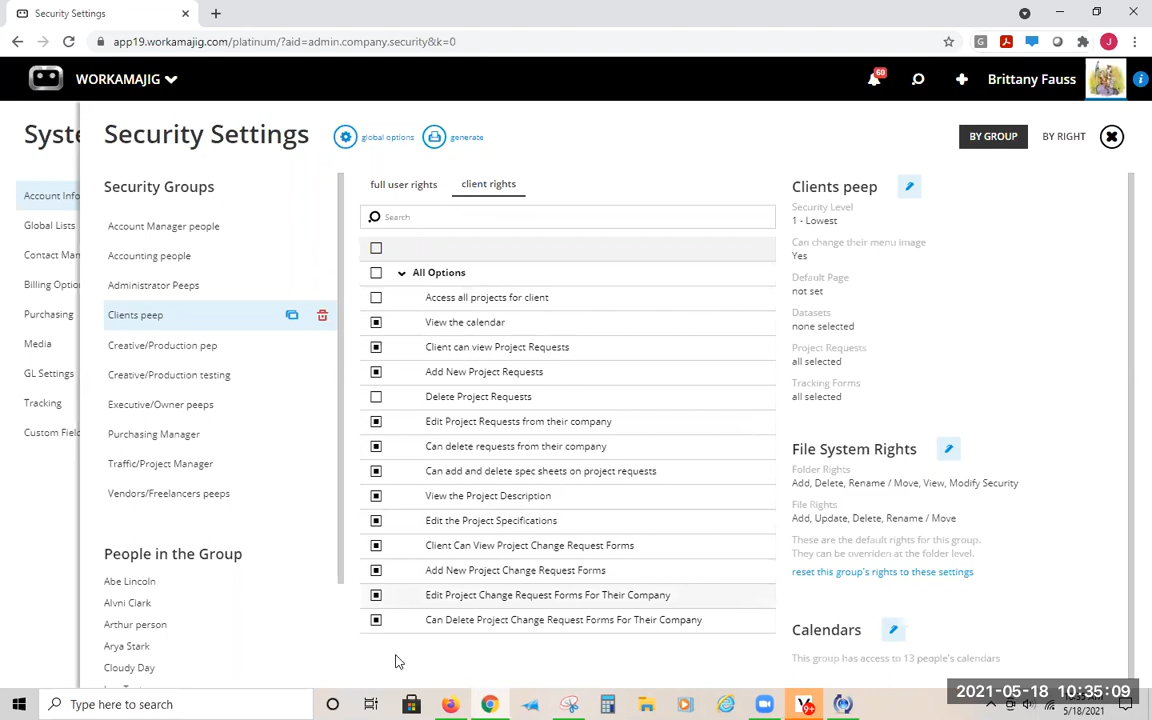 Security Settings
app19.workamajig.com/platinum/?aid=admin.company.security&k=0
G
J
WORKAMAJIG
60
Brittany Fauss
i
Syste
Security Settings
global options
generate
BY GROUP
BY RIGHT
Account Info
Global Lists
Contact Man
Billing Optio
Purchasing
Media
GL Settings
Tracking
Custom Field
Security Groups
Account Manager people
Accounting people
Administrator Peeps
Clients peep
Creative/Production pep
Creative/Production testing
Executive/Owner peeps
Purchasing Manager
Traffic/Project Manager
Vendors/Freelancers peeps
People in the Group
Abe Lincoln
Alvni Clark
Arthur person
Arya Stark
Cloudy Day
full user rights
client rights
Search
All Options
Access all projects for client
View the calendar
Client can view Project Requests
Add New Project Requests
Delete Project Requests
Edit Project Requests from their company
Can delete requests from their company
Can add and delete spec sheets on project requests
View the Project Description
Edit the Project Specifications
Client Can View Project Change Request Forms
Add New Project Change Request Forms
Edit Project Change Request Forms For Their Company
Can Delete Project Change Request Forms For Their Company
Clients peep
Security Level
1 - Lowest
Can change their menu image
Yes
Default Page
not set
Datasets
none selected
Project Requests
all selected
Tracking Forms
all selected
File System Rights
Folder Rights
Add, Delete, Rename / Move, View, Modify Security
File Rights
Add, Update, Delete, Rename / Move
These are the default rights for this group.
They can be overriden at the folder level.
reset this group's rights to these settings
Calendars
This group has access to 13 people's calendars
Type here to search
9+
2021-05-18 10:35:09
5/18/2021